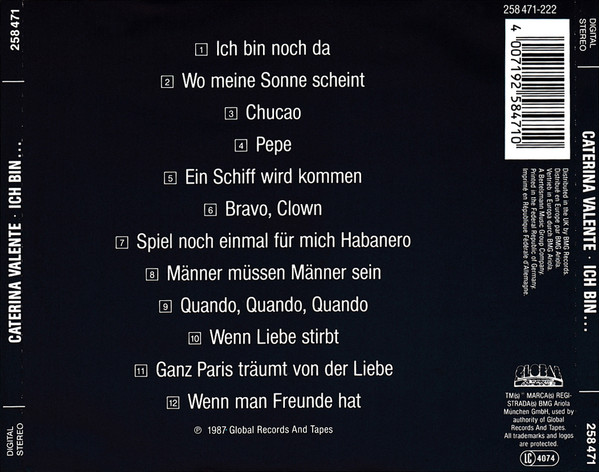 258 471
DIGITAL
STEREO
CATERINA VALENTE · ICH BIN...
1 Ich bin noch da
2 Wo meine Sonne scheint
3 Chucao
4 Pepe
5 Ein Schiff wird kommen
6 Bravo, Clown
7 Spiel noch einmal für mich Habanero
8 Männer müssen Männer sein
9 Quando, Quando, Quando
10 Wenn Liebe stirbt
11 Ganz Paris träumt von der Liebe
12 Wenn man Freunde hat
℗ 1987 Global Records And Tapes
258 471-222
4 007192 584710
Distributed in the UK by BMG Records.
Distribué en Europe par BMG Ariola.
Vertrieb in Europa durch BMG Ariola.
A Bertelsmann Music Group Company.
Printed in the Federal Republic of Germany.
Imprimé en République Fédérale d'Allemagne.
GLOBAL
TM(s) MARCA(s) REGI-
STRADA(s) BMG Ariola
München GmbH, used by
authority of Global
Records And Tapes.
All trademarks and logos
are protected.
LC 4074
DIGITAL
STEREO
CATERINA VALENTE · ICH BIN...
258 471